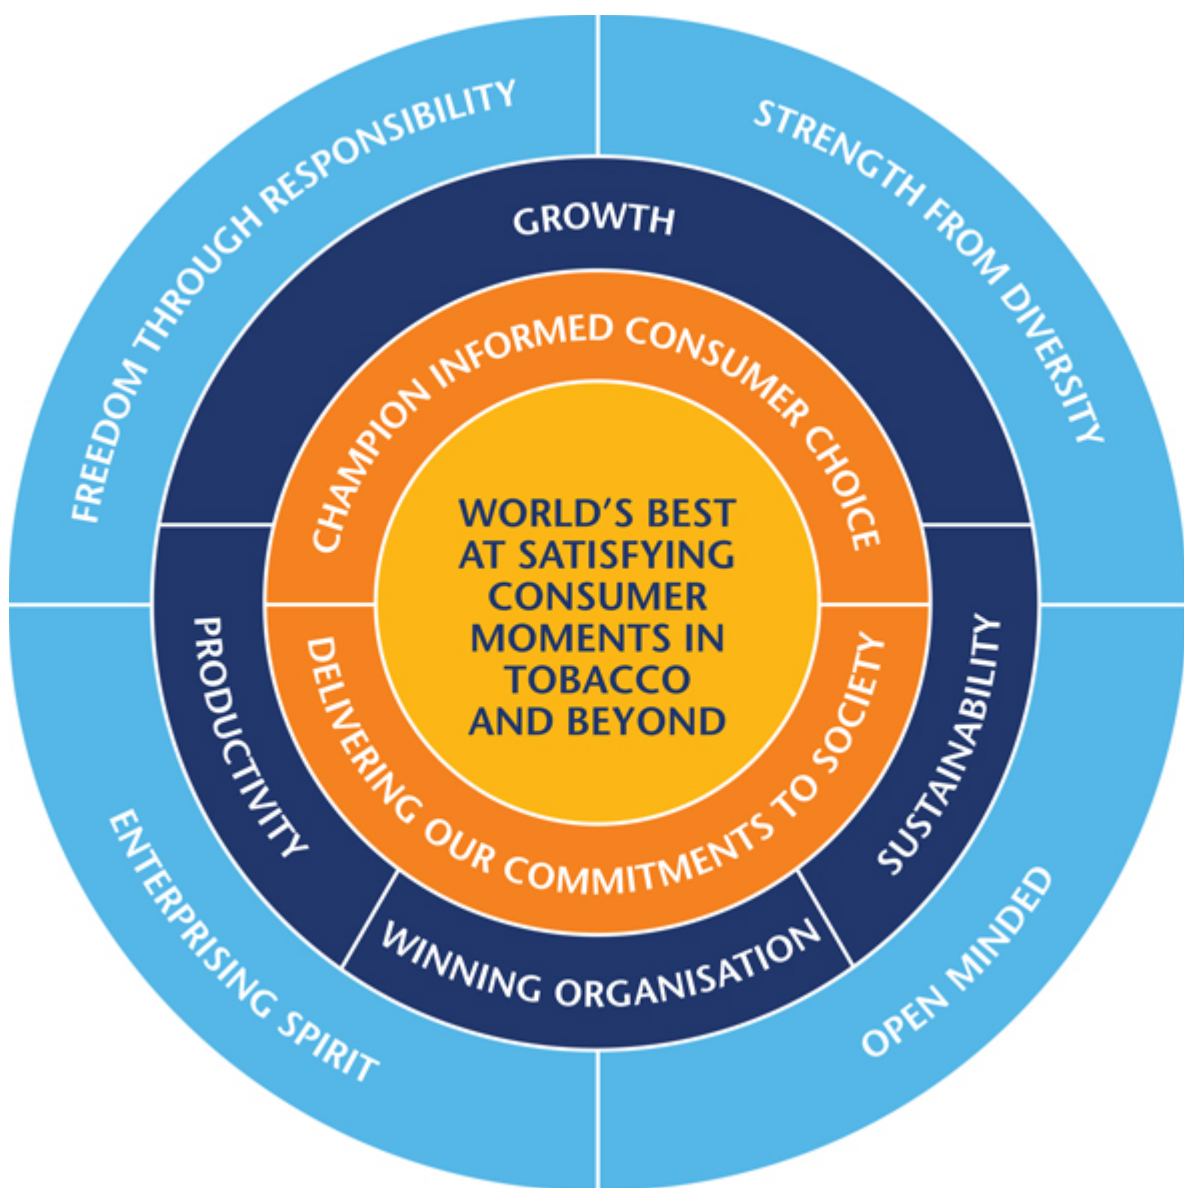 FREEDOM THROUGH RESPONSIBILITY
STRENGTH FROM DIVERSITY
GROWTH
CHAMPION INFORMED CONSUMER CHOICE
WORLD'S BEST
AT SATISFYING
CONSUMER
MOMENTS IN
TOBACCO
AND BEYOND
DELIVERING OUR COMMITMENTS TO SOCIETY
PRODUCTIVITY
WINNING ORGANISATION
SUSTAINABILITY
ENTERPRISING SPIRIT
OPEN MINDED